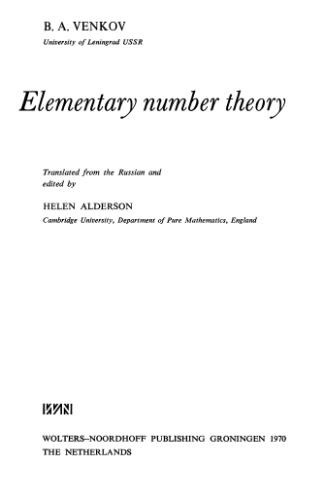 B. A. VENKOV
University of Leningrad USSR
Elementary number theory
Translated from the Russian and
edited by
HELEN ALDERSON
Cambridge University, Department of Pure Mathematics, England
WOLTERS–NOORDHOFF PUBLISHING GRONINGEN 1970
THE NETHERLANDS